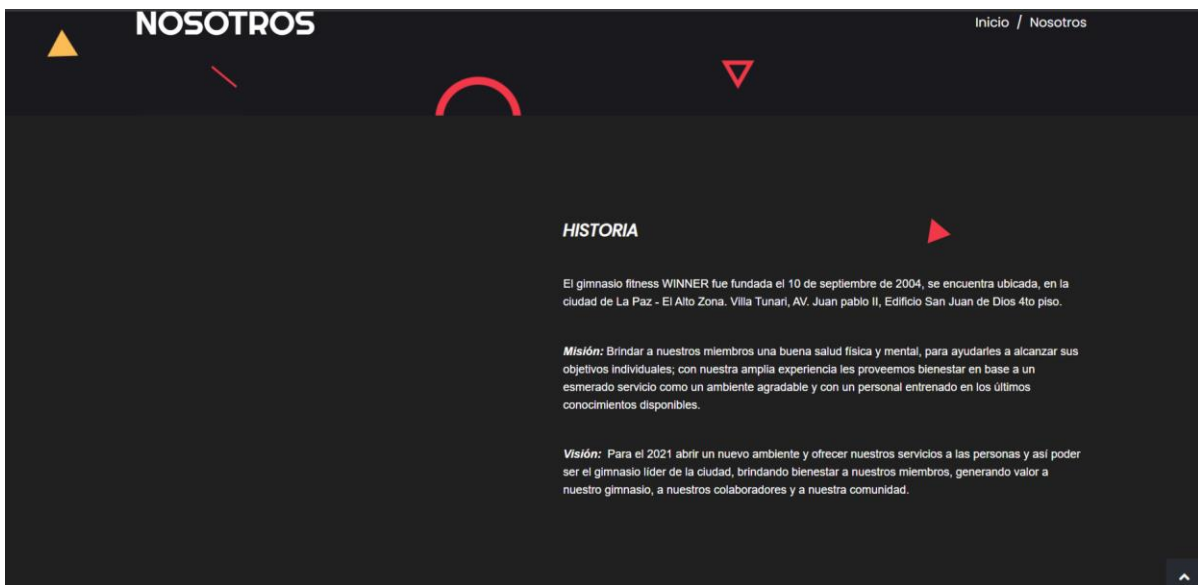 NOSOTROS
Inicio / Nosotros
HISTORIA
El gimnasio fitness WINNER fue fundada el 10 de septiembre de 2004, se encuentra ubicada, en la
ciudad de La Paz - El Alto Zona. Villa Tunari, AV. Juan pablo II, Edificio San Juan de Dios 4to piso.
Misión: Brindar a nuestros miembros una buena salud física y mental, para ayudarles a alcanzar sus
objetivos individuales; con nuestra amplia experiencia les proveemos bienestar en base a un
esmerado servicio como un ambiente agradable y con un personal entrenado en los últimos
conocimientos disponibles.
Visión: Para el 2021 abrir un nuevo ambiente y ofrecer nuestros servicios a las personas y así poder
ser el gimnasio líder de la ciudad, brindando bienestar a nuestros miembros, generando valor a
nuestro gimnasio, a nuestros colaboradores y a nuestra comunidad.